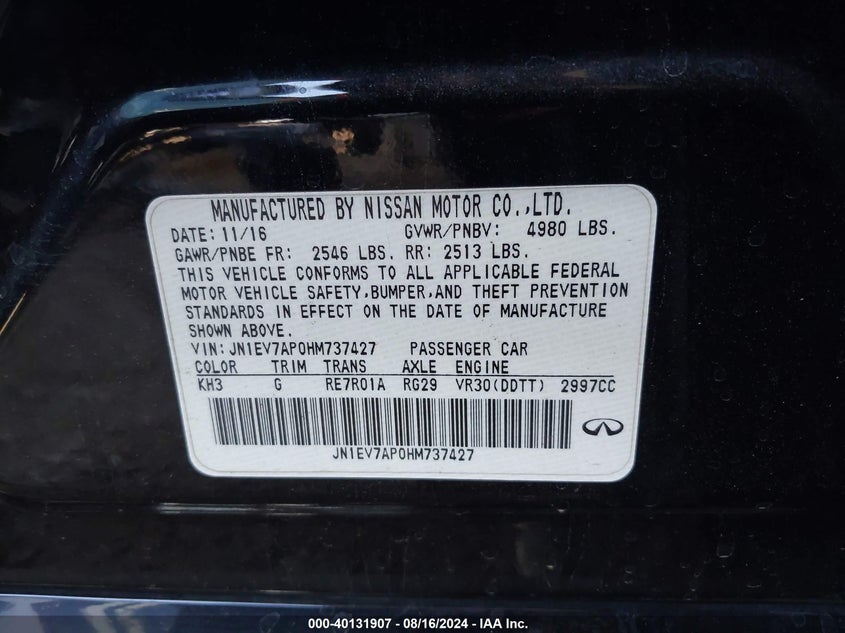 MANUFACTURED BY NISSAN MOTOR CO.,LTD.
DATE: 11/16 GVWR/PNBV: 4980 LBS.
GAWR/PNBE FR: 2546 LBS. RR: 2513 LBS.
THIS VEHICLE CONFORMS TO ALL APPLICABLE FEDERAL
MOTOR VEHICLE SAFETY,BUMPER,AND THEFT PREVENTION
STANDARDS IN EFFECT ON THE DATE OF MANUFACTURE
SHOWN ABOVE.
VIN:JN1EV7AP0HM737427 PASSENGER CAR
COLOR TRIM TRANS AXLE ENGINE
KH3 G RE7R01A RG29 VR30(DDTT) 2997CC
JN1EV7AP0HM737427
000-40131907 - 08/16/2024 - IAA Inc.